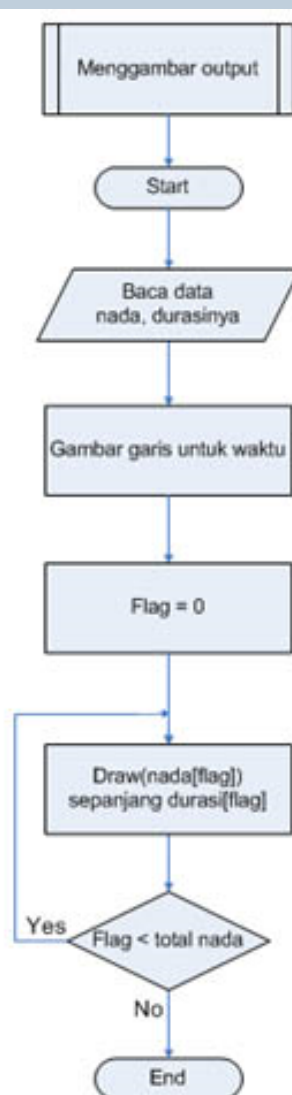 Menggambar output
Start
Baca data
nada, durasinya
Gambar garis untuk waktu
Flag = 0
Draw(nada[flag])
sepanjang durasi[flag]
Yes
Flag < total nada
No
End